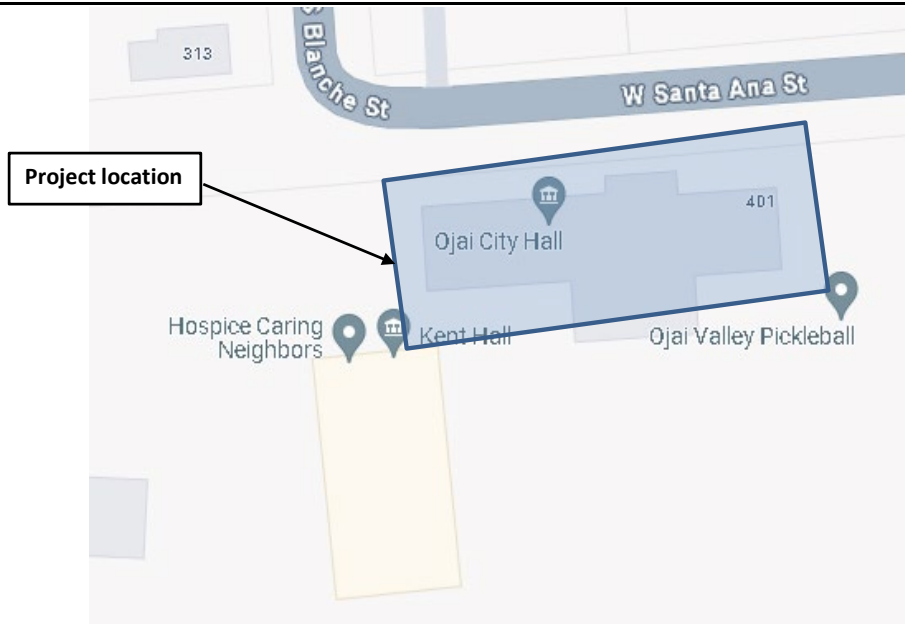 313
S Blanche St
W Santa Ana St
Project location
401
Ojai City Hall
Hospice Caring
Neighbors
Kent Hall
Ojai Valley Pickleball